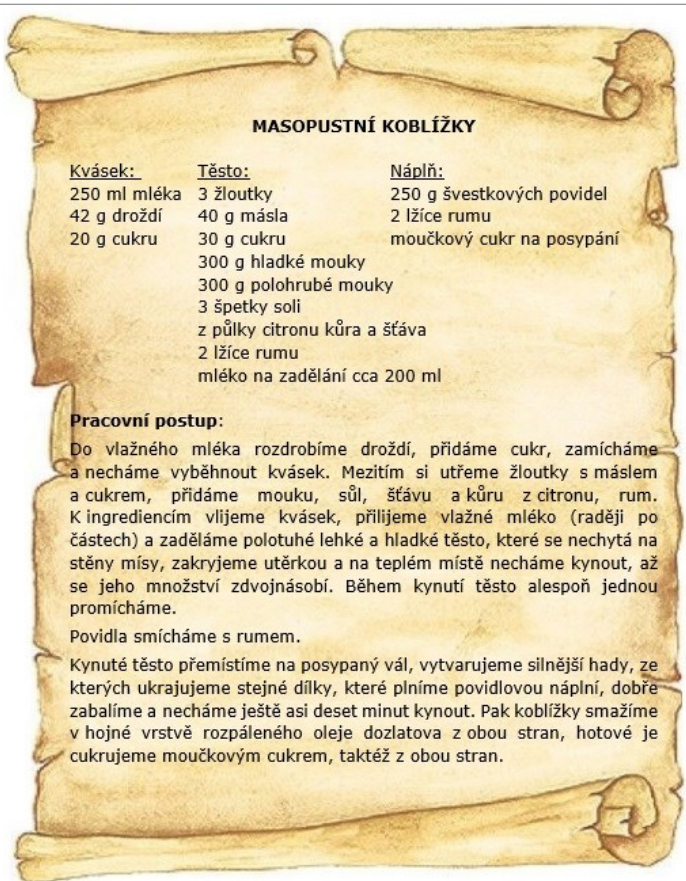 MASOPUSTNÍ KOBLÍŽKY
Kvásek: Těsto: Náplň:
250 ml mléka 3 žloutky 250 g švestkových povidel
42 g droždí 40 g másla 2 lžíce rumu
20 g cukru 30 g cukru moučkový cukr na posypání
300 g hladké mouky
300 g polohrubé mouky
3 špetky soli
z půlky citronu kůra a šťáva
2 lžíce rumu
mléko na zadělání cca 200 ml
Pracovní postup:
Do vlažného mléka rozdrobíme droždí, přidáme cukr, zamícháme
a necháme vyběhnout kvásek. Mezitím si utřeme žloutky s máslem
a cukrem, přidáme mouku, sůl, šťávu a kůru z citronu, rum.
K ingrediencím vlijeme kvásek, přilijeme vlažné mléko (raději po
částech) a zaděláme polotuhé lehké a hladké těsto, které se nechytá na
stěny mísy, zakryjeme utěrkou a na teplém místě necháme kynout, až
se jeho množství zdvojnásobí. Během kynutí těsto alespoň jednou
promícháme.
Povidla smícháme s rumem.
Kynuté těsto přemístíme na posypaný vál, vytvarujeme silnější hady, ze
kterých ukrajujeme stejné dílky, které plníme povidlovou náplní, dobře
zabalíme a necháme ještě asi deset minut kynout. Pak koblížky smažíme
v hojné vrstvě rozpáleného oleje dozlatova z obou stran, hotové je
cukrujeme moučkovým cukrem, taktéž z obou stran.